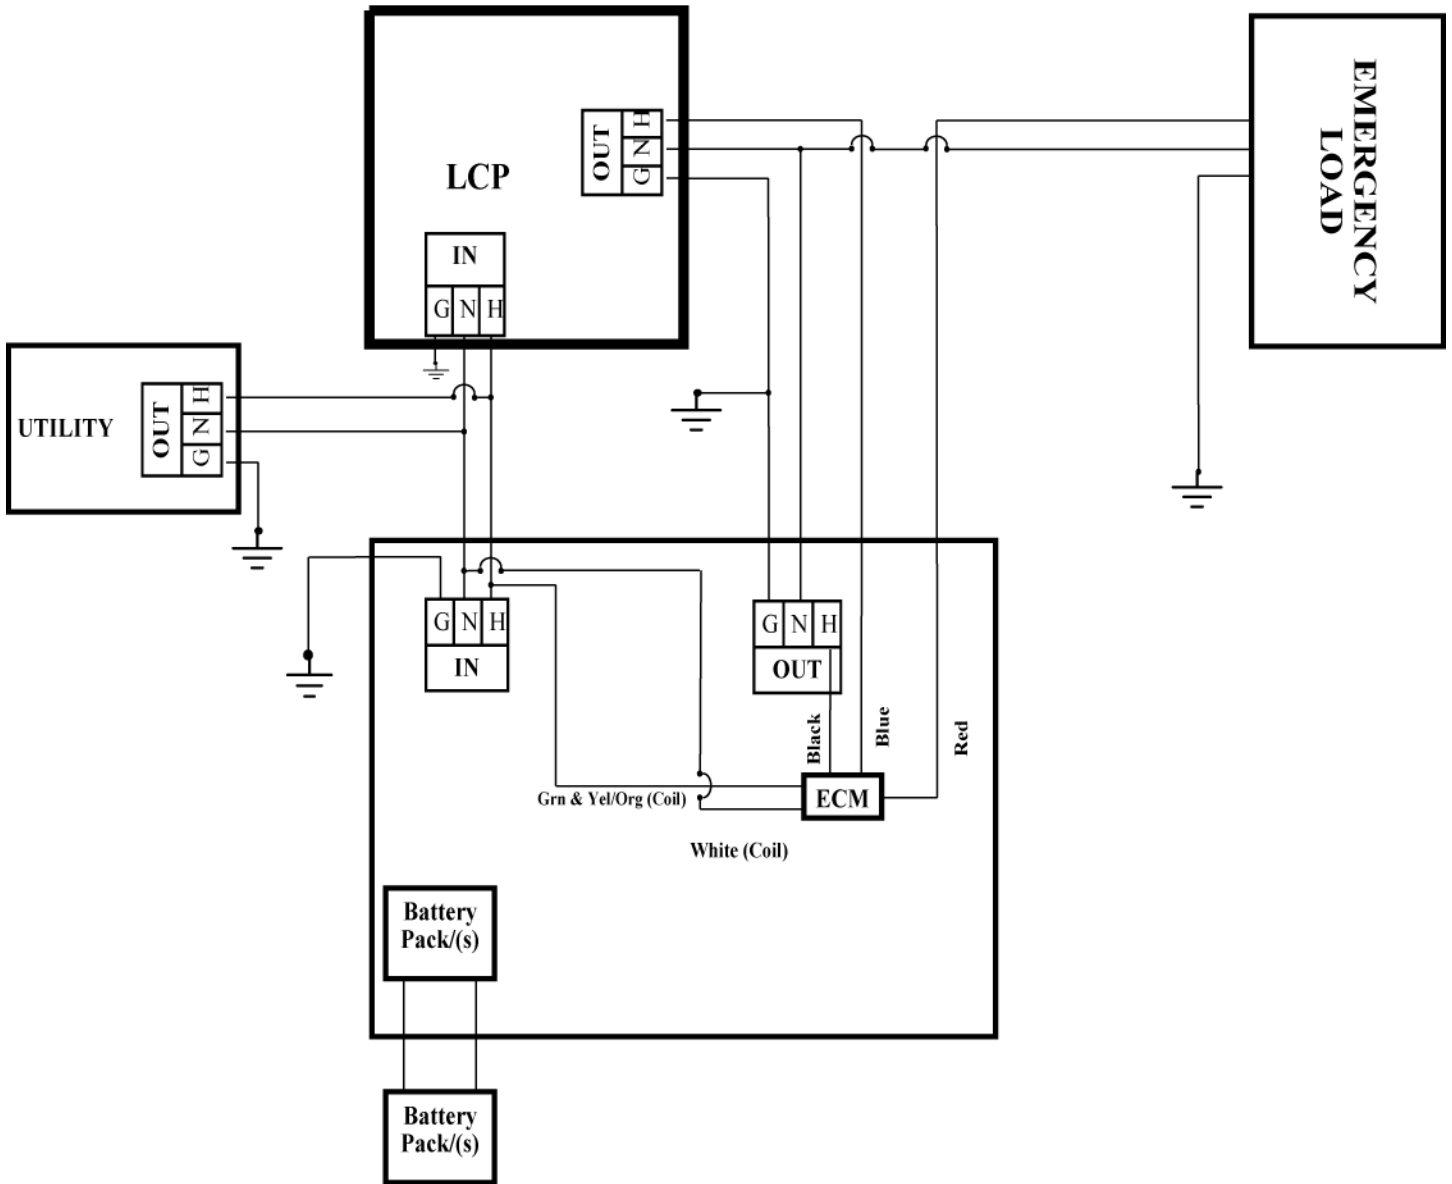 LCP
OUT
H
N
G
IN
G N H
EMERGENCY
LOAD
UTILITY
OUT
H
N
G
G N H
IN
G N H
OUT
Black
Blue
Red
Grn & Yel/Org (Coil)
ECM
White (Coil)
Battery
Pack/(s)
Battery
Pack/(s)